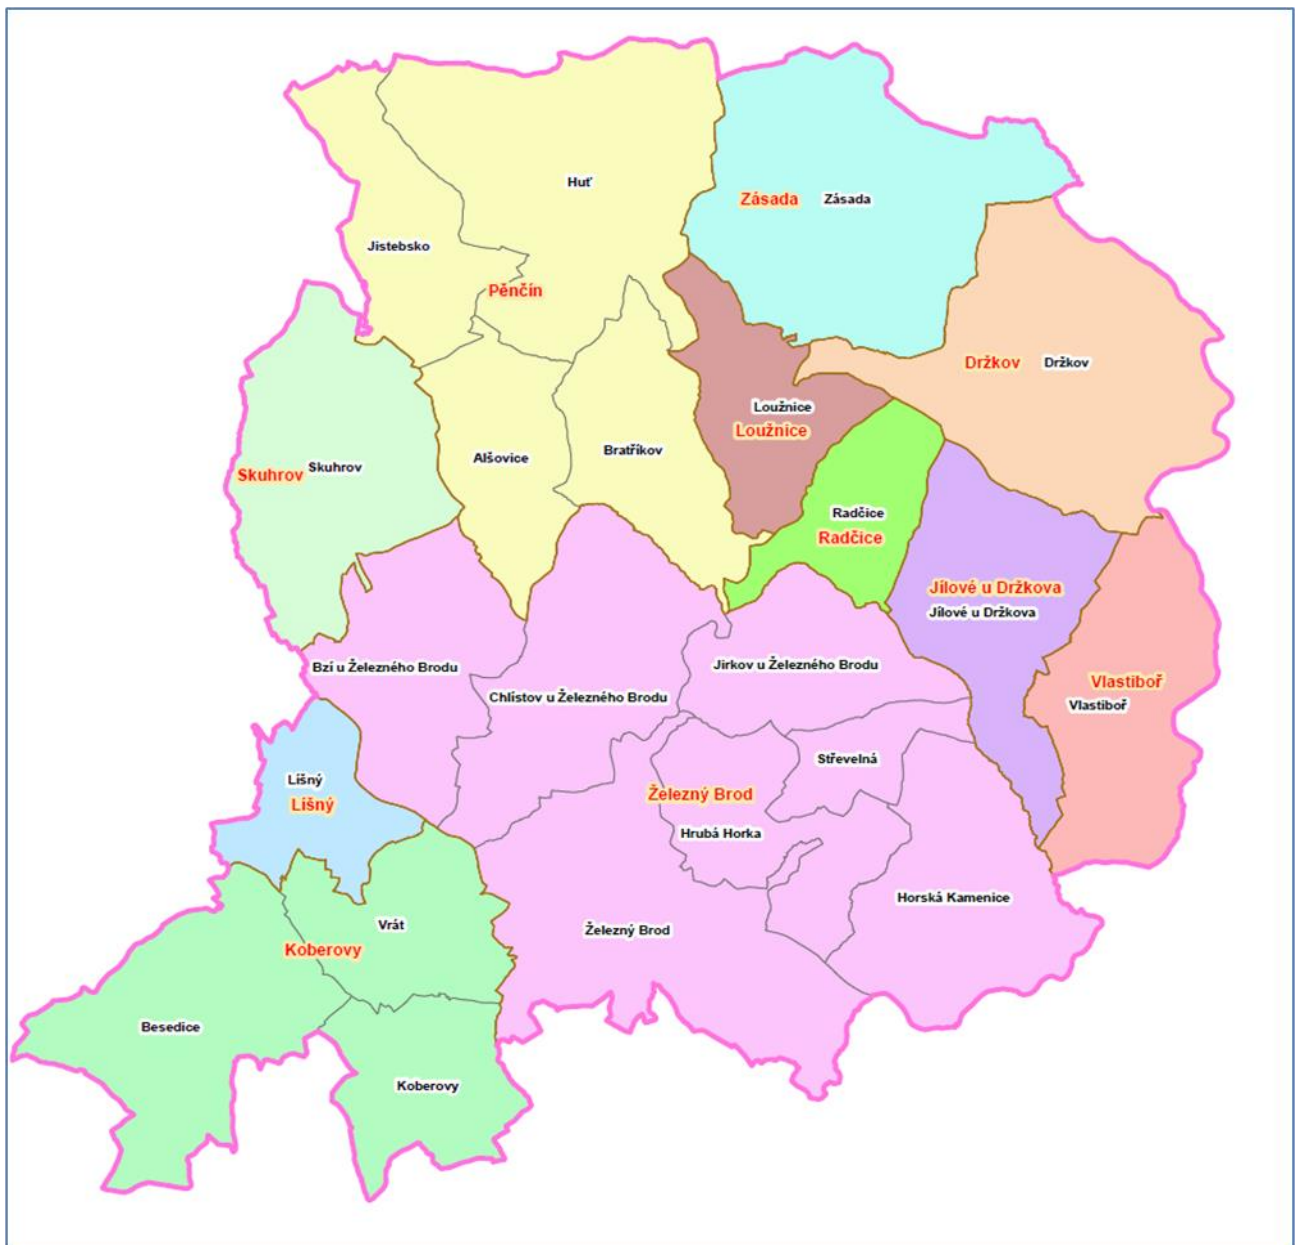 Huť
Zásada
Zásada
Jistebsko
Pěnčín
Držkov
Držkov
Loužnice
Loužnice
Bratříkov
Alšovice
Skuhrov
Skuhrov
Radčice
Radčice
Jílové u Držkova
Jílové u Držkova
Bzí u Železného Brodu
Jirkov u Železného Brodu
Vlastiboř
Vlastiboř
Chlístov u Železného Brodu
Střevelná
Líšný
Líšný
Železný Brod
Hrubá Horka
Horská Kamenice
Vrát
Železný Brod
Koberovy
Besedice
Koberovy